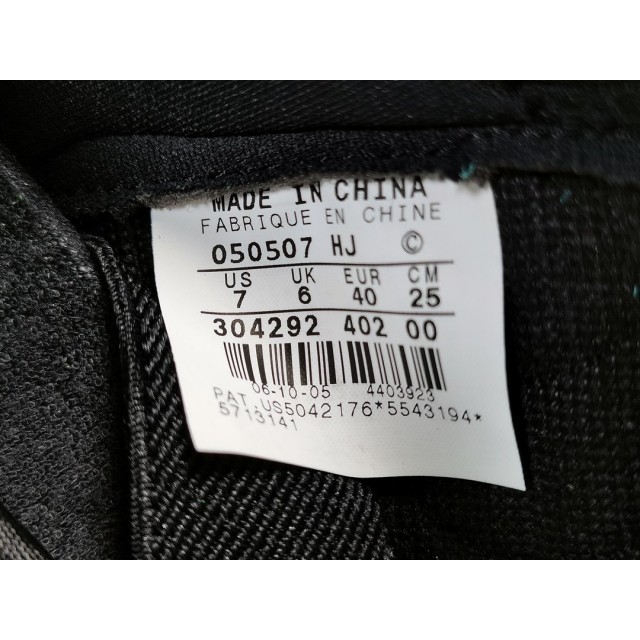 MADE IN CHINA
FABRIQUE EN CHINE
050507 HJ ©
US UK EUR CM
7 6 40 25
304292 402 00
06-10-05 4403923
PAT. US5042176*5543194*
5713141